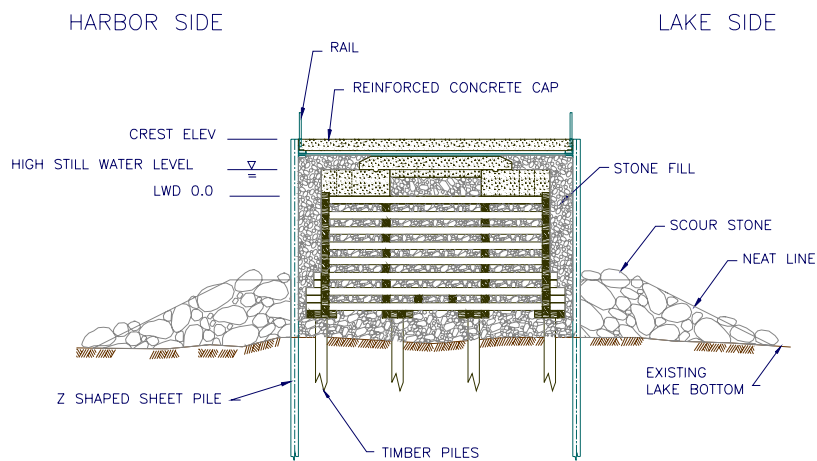 HARBOR SIDE
LAKE SIDE
RAIL
REINFORCED CONCRETE CAP
CREST ELEV
HIGH STILL WATER LEVEL
STONE FILL
LWD 0.0
SCOUR STONE
NEAT LINE
EXISTING
LAKE BOTTOM
Z SHAPED SHEET PILE
TIMBER PILES